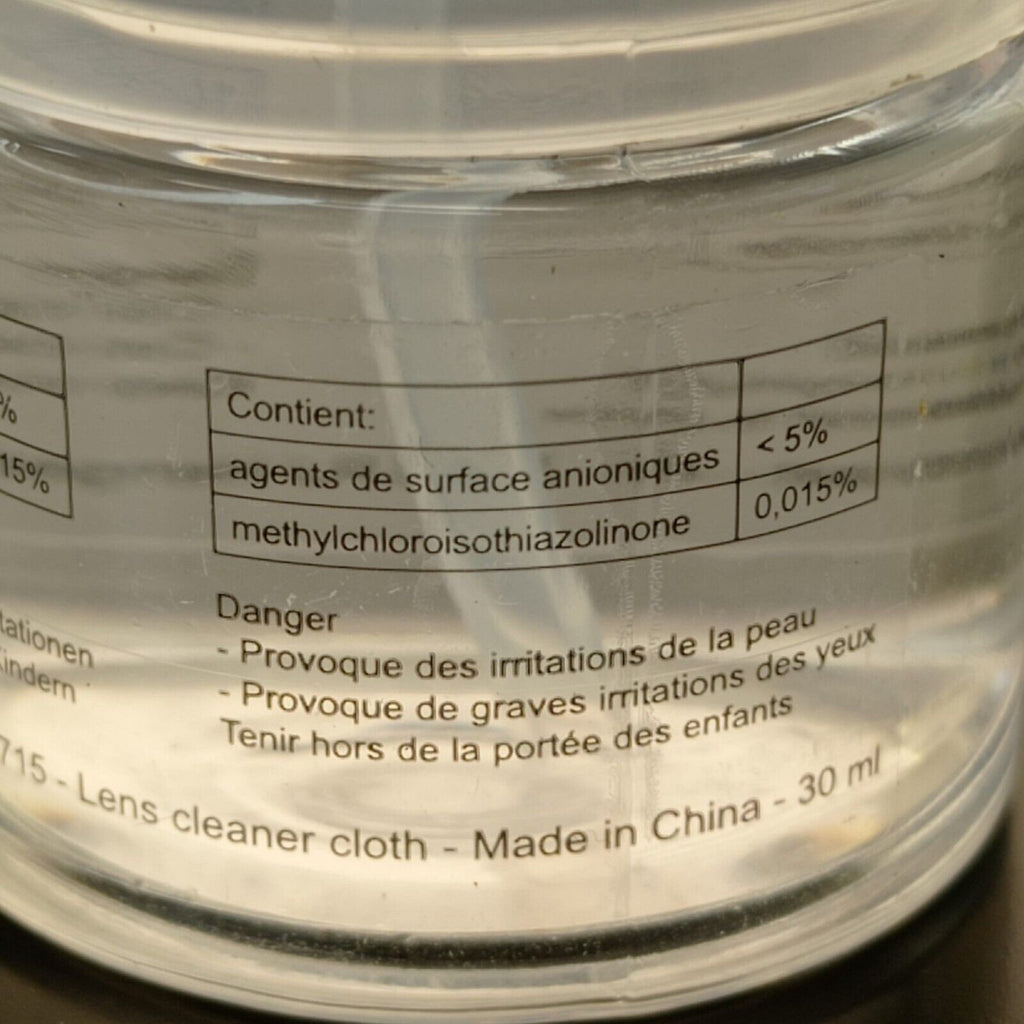 %
15%
Contient:
agents de surface anioniques < 5%
methylchloroisothiazolinone 0,015%
Danger
- Provoque des irritations de la peau
- Provoque de graves irritations des yeux
Tenir hors de la portée des enfants
715 - Lens cleaner cloth - Made in China - 30 ml